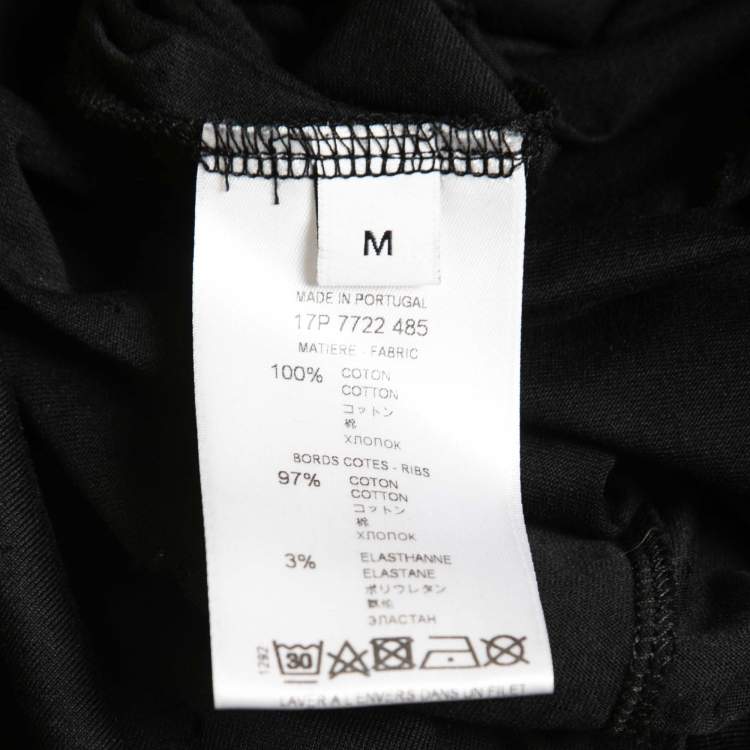 M
MADE IN PORTUGAL
17P 7722 485
MATIERE - FABRIC
100% COTON
COTTON
コットン
棉
ХЛОПОК
BORDS COTES - RIBS
97% COTON
COTTON
コットン
棉
ХЛОПОК
3% ELASTHANNE
ELASTANE
ポリウレタン
ЭЛАСТАН
1292
30
LAVER A L'ENVERS DANS UN FILET